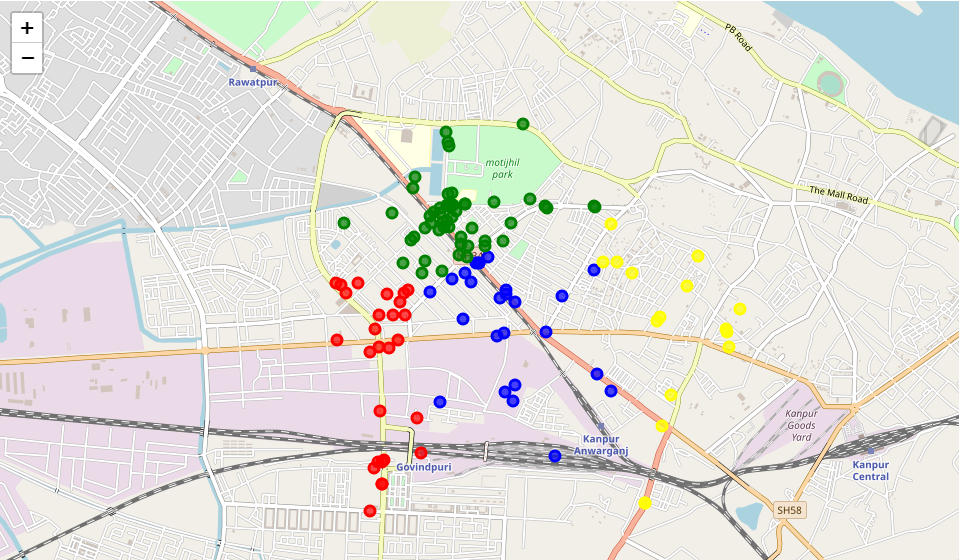 +
−
PB Road
Rawatpur
motijhil
park
The Mall Road
Kanpur
Goods
Yard
Kanpur
Anwarganj
Govindpuri
Kanpur
Central
SH58